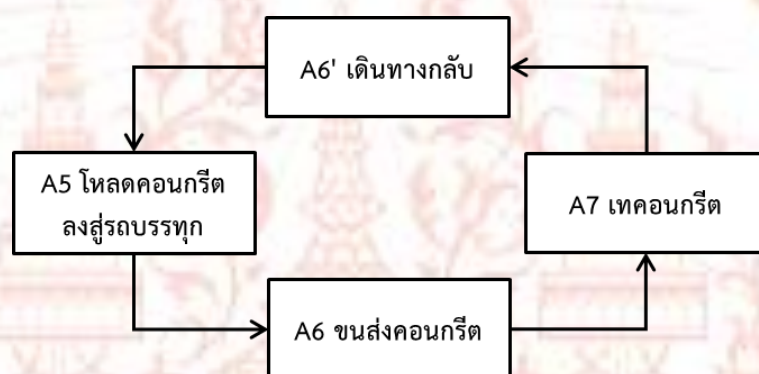 A6' เดินทางกลับ
A5 โหลดคอนกรีต
ลงสู่รถบรรทุก
A7 เทคอนกรีต
A6 ขนส่งคอนกรีต